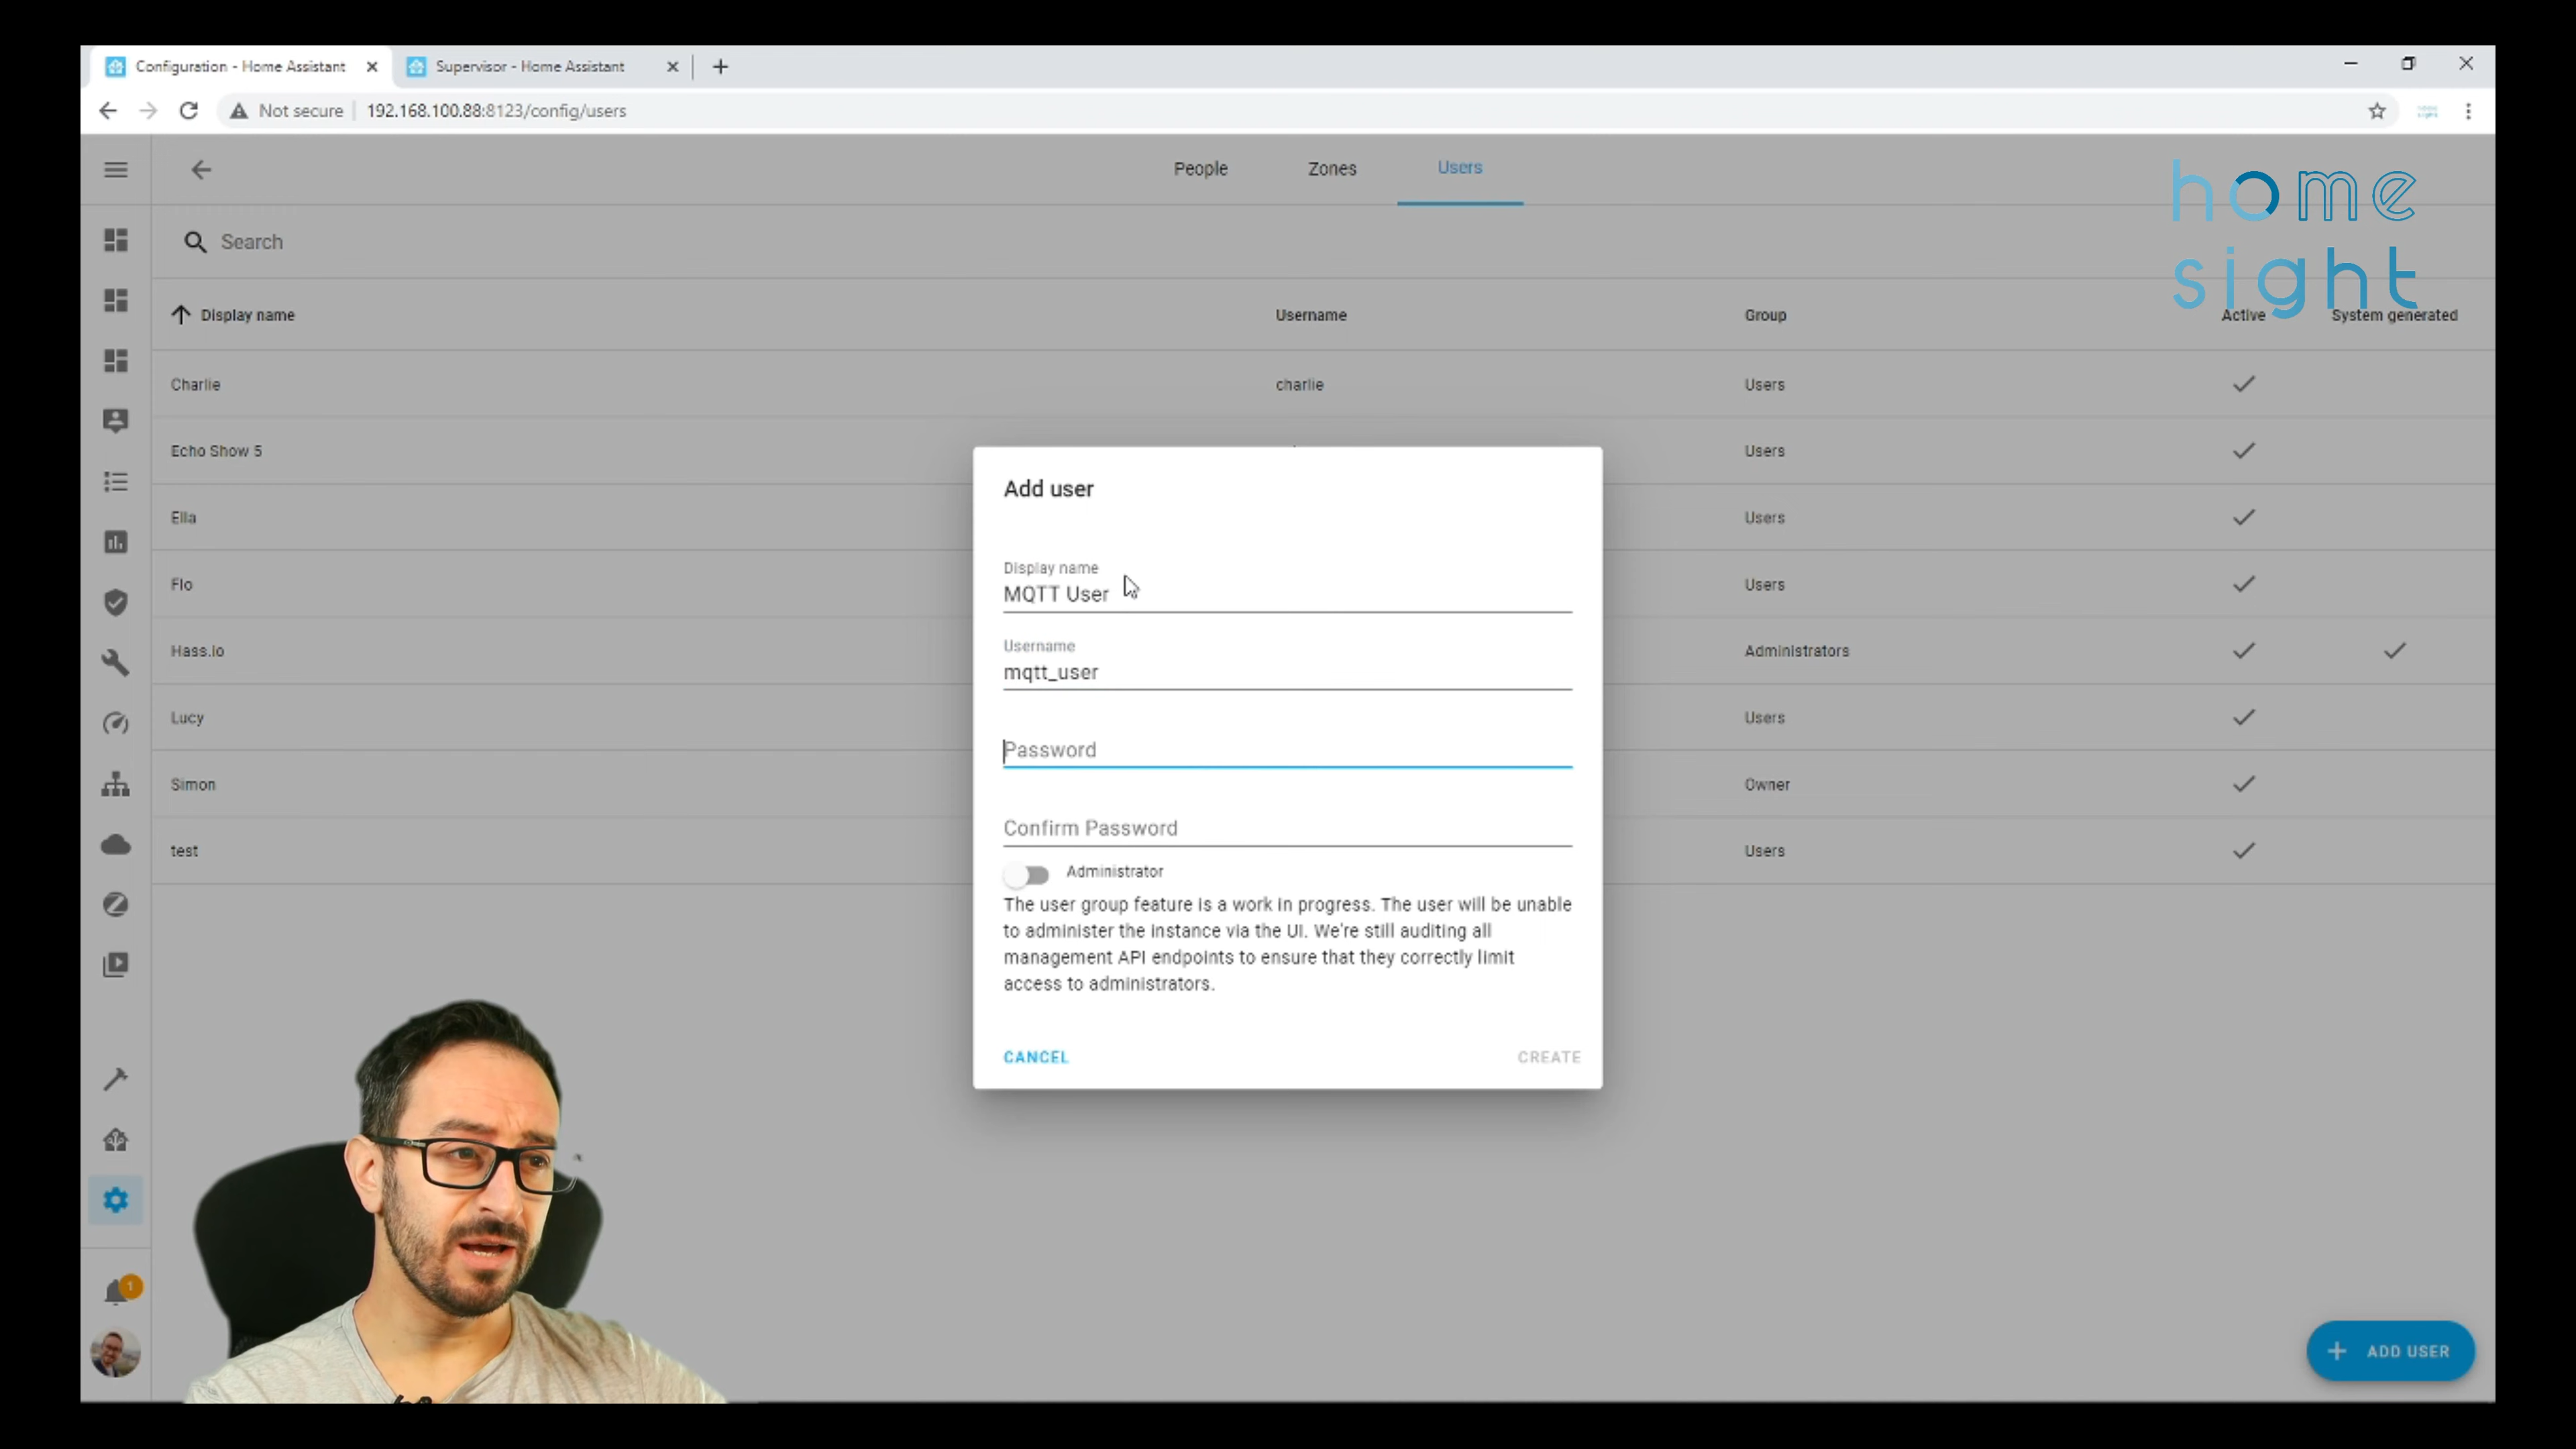 Configuration - Home Assistant
Supervisor - Home Assistant
Not secure
192.168.100.88:8123/config/users
People
Zones
Users
home
sight
Search
Display name
Username
Group
Active
System generated
Charlie
charlie
Users
Echo Show 5
Users
Ella
Users
Flo
Users
Hass.io
Administrators
Lucy
Users
Simon
Owner
test
Users
Add user
Display name
MQTT User
Username
mqtt_user
Password
Confirm Password
Administrator
The user group feature is a work in progress. The user will be unable
to administer the instance via the UI. We're still auditing all
management API endpoints to ensure that they correctly limit
access to administrators.
CANCEL
CREATE
1
ADD USER